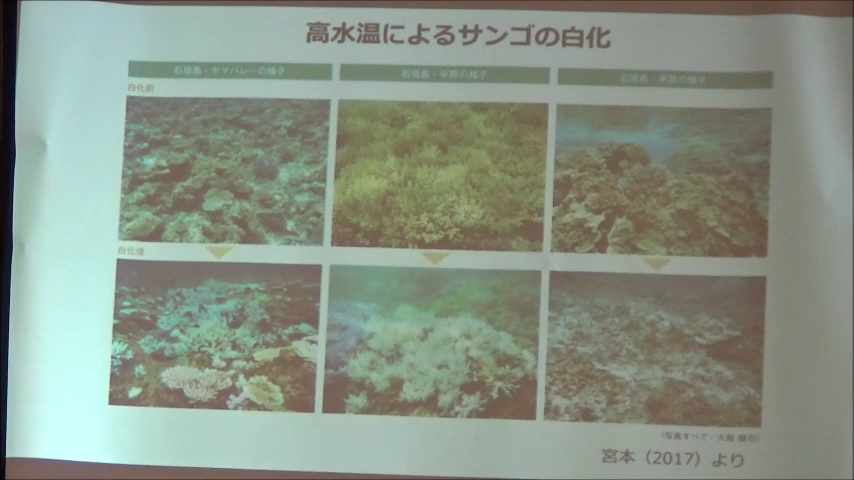 高水温によるサンゴの白化
石垣島・ヤマバレーの様子
石垣島・平野の様子
石垣島・米原の様子
白化前
白化後
(写真すべて／大堀 健司)
宮本（2017）より